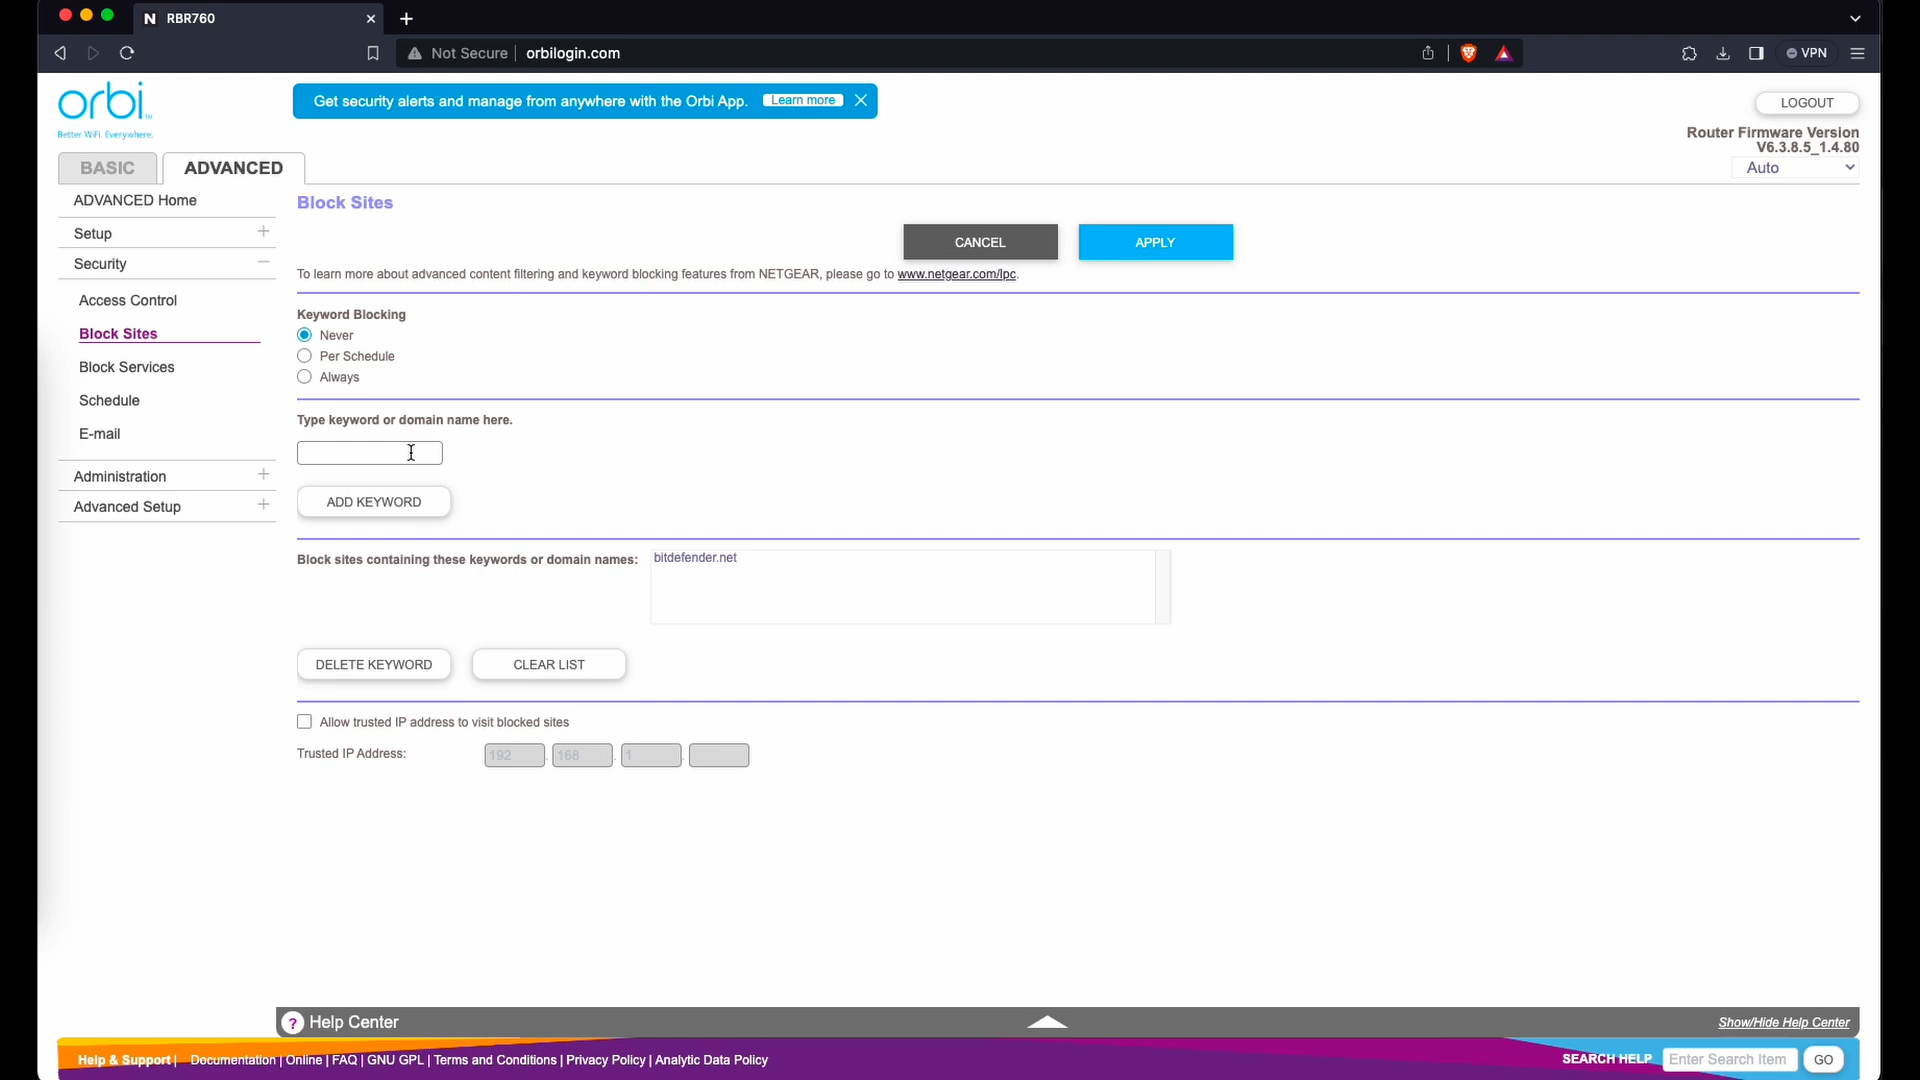 N RBR760
Not Secure orbilogin.com
VPN
orbi
Better WiFi. Everywhere.
Get security alerts and manage from anywhere with the Orbi App. Learn more
LOGOUT
Router Firmware Version
V6.3.8.5_1.4.80
Auto
BASIC
ADVANCED
ADVANCED Home
Setup
Security
Access Control
Block Sites
Block Services
Schedule
E-mail
Administration
Advanced Setup
Block Sites
CANCEL
APPLY
To learn more about advanced content filtering and keyword blocking features from NETGEAR, please go to www.netgear.com/lpc.
Keyword Blocking
Never
Per Schedule
Always
Type keyword or domain name here.
ADD KEYWORD
Block sites containing these keywords or domain names:
bitdefender.net
DELETE KEYWORD
CLEAR LIST
Allow trusted IP address to visit blocked sites
Trusted IP Address: 192 . 168 . 1 .
? Help Center
Show/Hide Help Center
Help & Support | Documentation | Online | FAQ | GNU GPL | Terms and Conditions | Privacy Policy | Analytic Data Policy
SEARCH HELP Enter Search Item GO